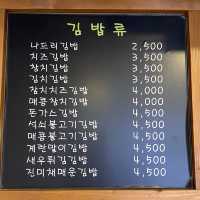 김밥류
나드리김밥 2,500
치즈김밥 3,500
참치김밥 3,500
김치김밥 3,500
참치치즈김밥 4,000
매콤참치김밥 4,000
돈가스김밥 4,500
석쇠불고기김밥 4,500
매콤불고기김밥 4,500
계란말이김밥 4,500
새우튀김김밥 4,500
진미채매운김밥 4,500